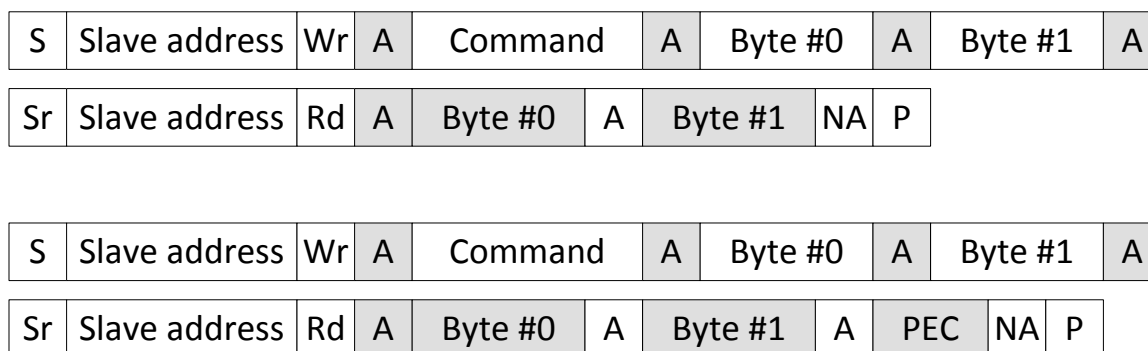 S Slave address Wr A Command A Byte #0 A Byte #1 A
Sr Slave address Rd A Byte #0 A Byte #1 NA P
S Slave address Wr A Command A Byte #0 A Byte #1 A
Sr Slave address Rd A Byte #0 A Byte #1 A PEC NA P